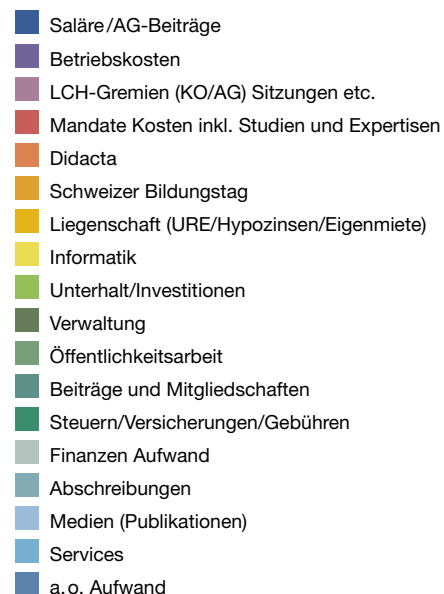 Saläre/AG-Beiträge
Betriebskosten
LCH-Gremien (KO/AG) Sitzungen etc.
Mandate Kosten inkl. Studien und Expertisen
Didacta
Schweizer Bildungstag
Liegenschaft (URE/Hypozinsen/Eigenmiete)
Informatik
Unterhalt/Investitionen
Verwaltung
Öffentlichkeitsarbeit
Beiträge und Mitgliedschaften
Steuern/Versicherungen/Gebühren
Finanzen Aufwand
Abschreibungen
Medien (Publikationen)
Services
a.o. Aufwand